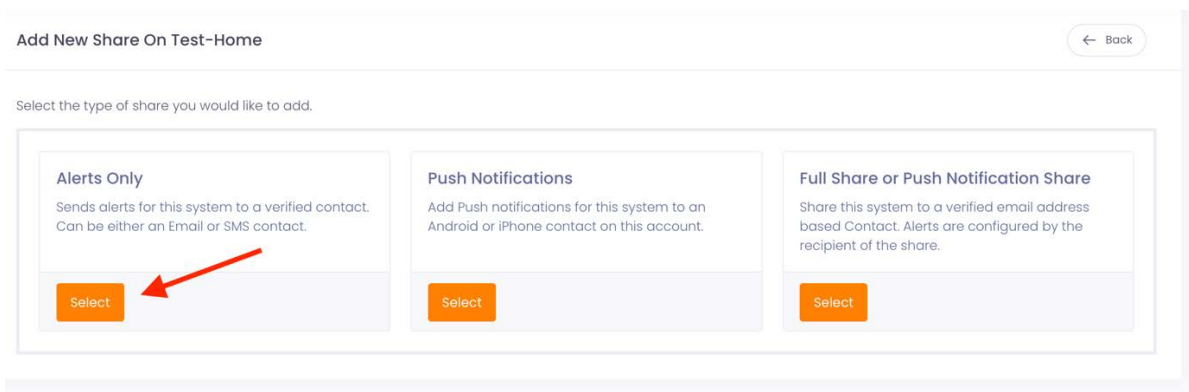 Add New Share On Test-Home
← Back
Select the type of share you would like to add.
Alerts Only
Sends alerts for this system to a verified contact.
Can be either an Email or SMS contact.
Select
Push Notifications
Add Push notifications for this system to an
Android or iPhone contact on this account.
Select
Full Share or Push Notification Share
Share this system to a verified email address
based Contact. Alerts are configured by the
recipient of the share.
Select